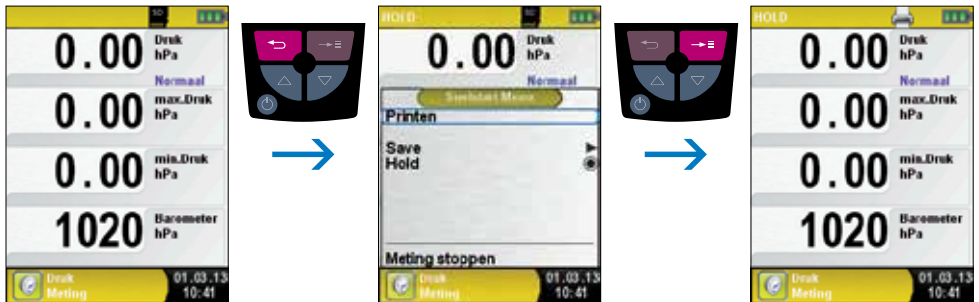 SD
0.00 Druk
hPa
Normaal
0.00 max.Druk
hPa
0.00 min.Druk
hPa
1020 Barometer
hPa
Druk 01.03.13
Meting 10:41
HOLD
SD
0.00 Druk
hPa
Normaal
Snelstart Menu
Printen
Save
Hold
Meting stoppen
Druk 01.03.13
Meting 10:41
HOLD
0.00 Druk
hPa
Normaal
0.00 max.Druk
hPa
0.00 min.Druk
hPa
1020 Barometer
hPa
Druk 01.03.13
Meting 10:41